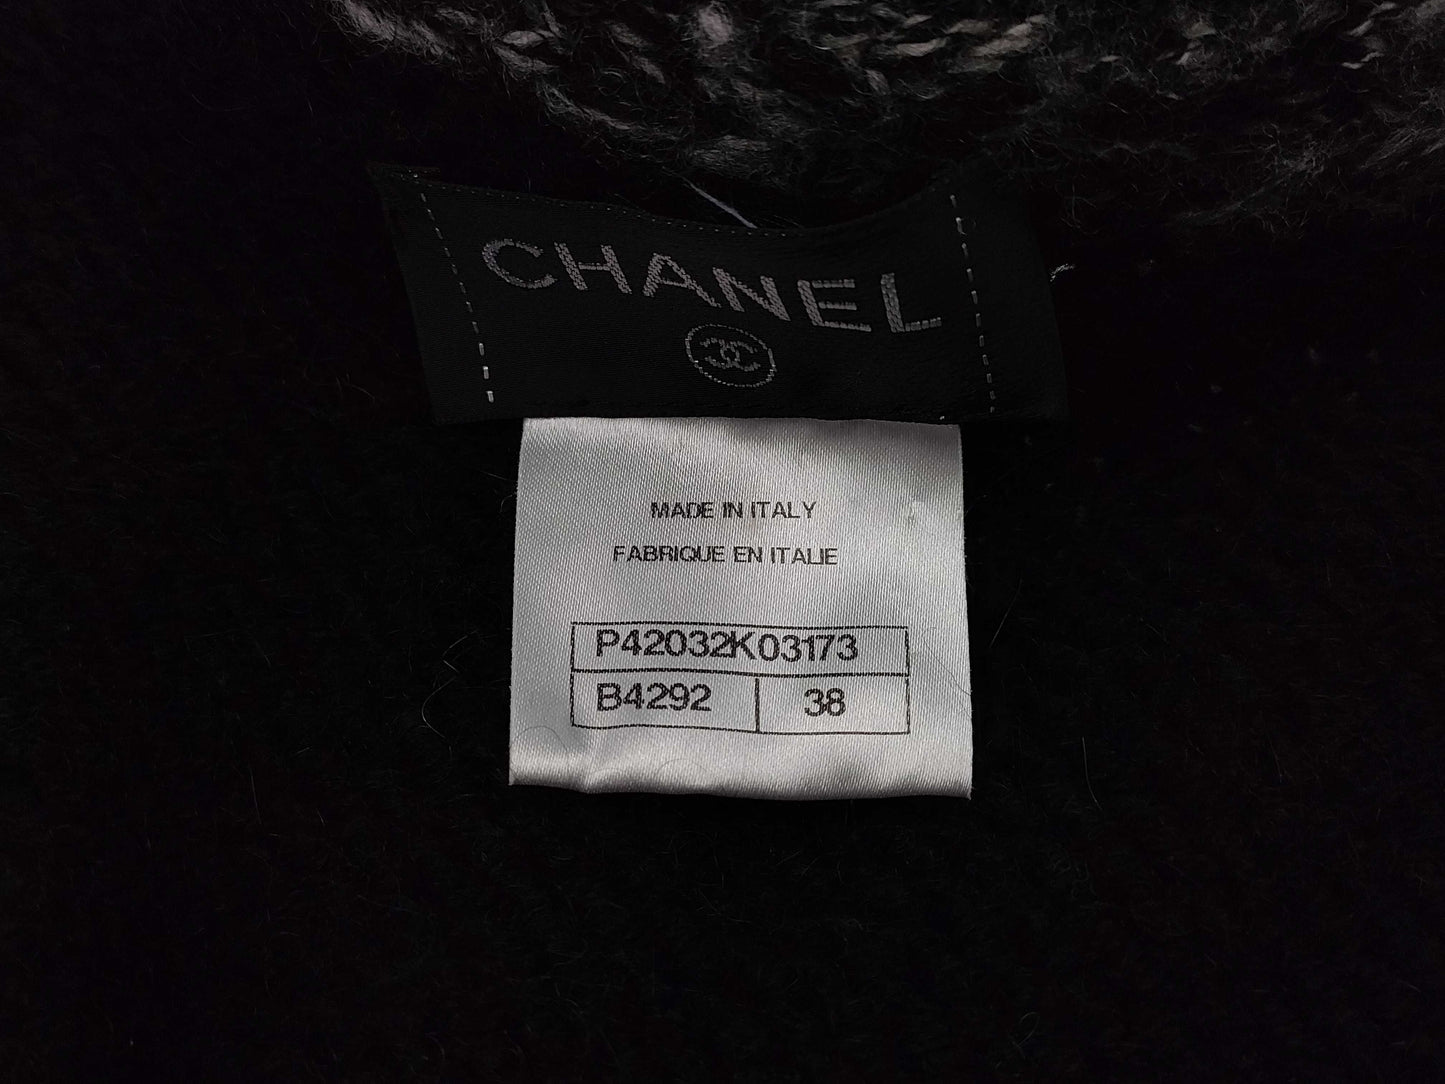 CHANEL
MADE IN ITALY
FABRIQUE EN ITALIE
P42032K03173
B4292 38